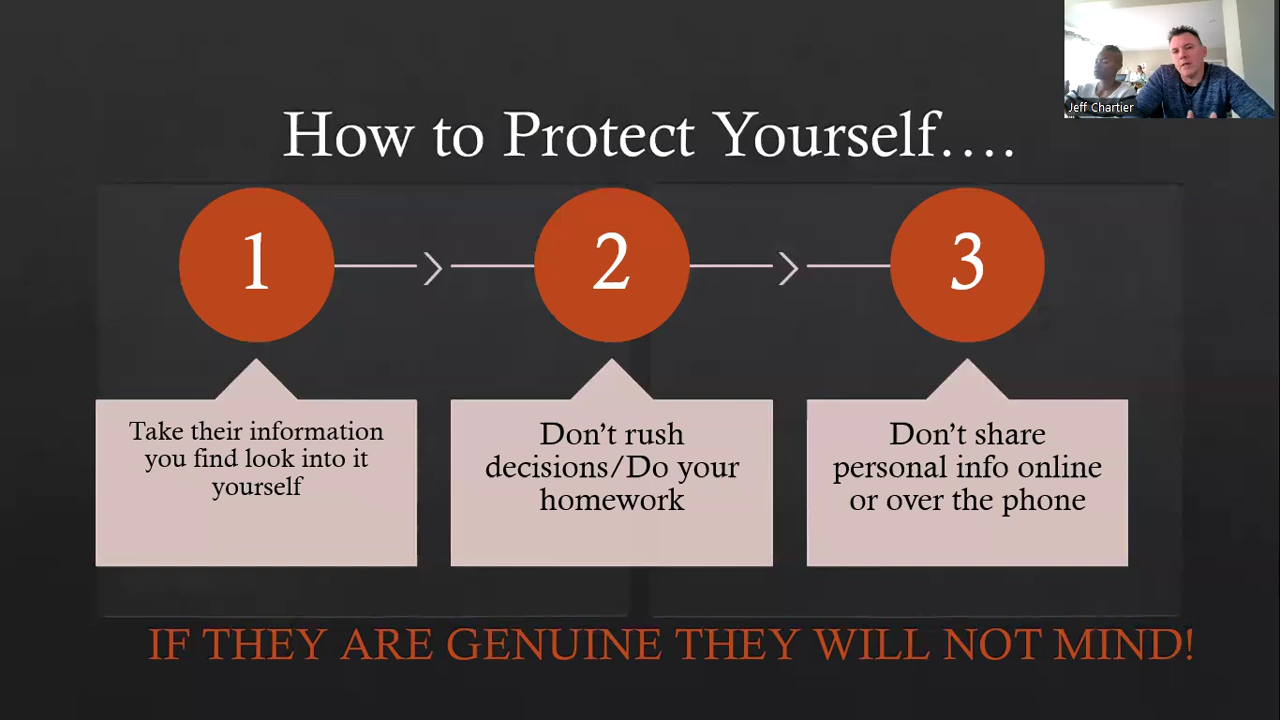 Jeff Chartier
How to Protect Yourself....
1
2
3
Take their information
you find look into it
yourself
Don't rush
decisions/Do your
homework
Don't share
personal info online
or over the phone
IF THEY ARE GENUINE THEY WILL NOT MIND!